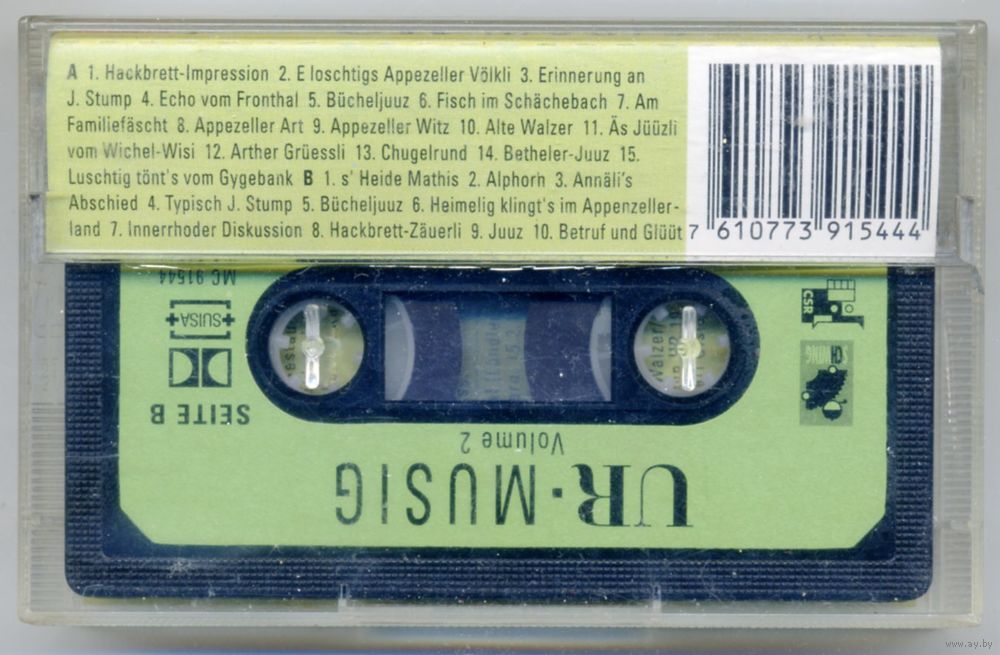 A 1. Hackbrett-Impression 2. E loschtigs Appezeller Völkli 3. Erinnerung an
J. Stump 4. Echo vom Fronthal 5. Bücheljuuz 6. Fisch im Schächebach 7. Am
Familiefäscht 8. Appezeller Art 9. Appezeller Witz 10. Alte Walzer 11. Äs Jüüzli
vom Wichel-Wisi 12. Arther Grüessli 13. Chugelrund 14. Betheler-Juuz 15.
Luschtig tönt's vom Gygebank B 1. s' Heide Mathis 2. Alphorn 3. Annäli's
Abschied 4. Typisch J. Stump 5. Bücheljuuz 6. Heimelig klingt's im Appenzeller-
land 7. Innerrhoder Diskussion 8. Hackbrett-Zäuerli 9. Juuz 10. Betruf und Glüüt
7 610773 915444
MC 91544
SUISA
SEITE B
CSR
Volume 2
UR·MUSIG
www.ay.by